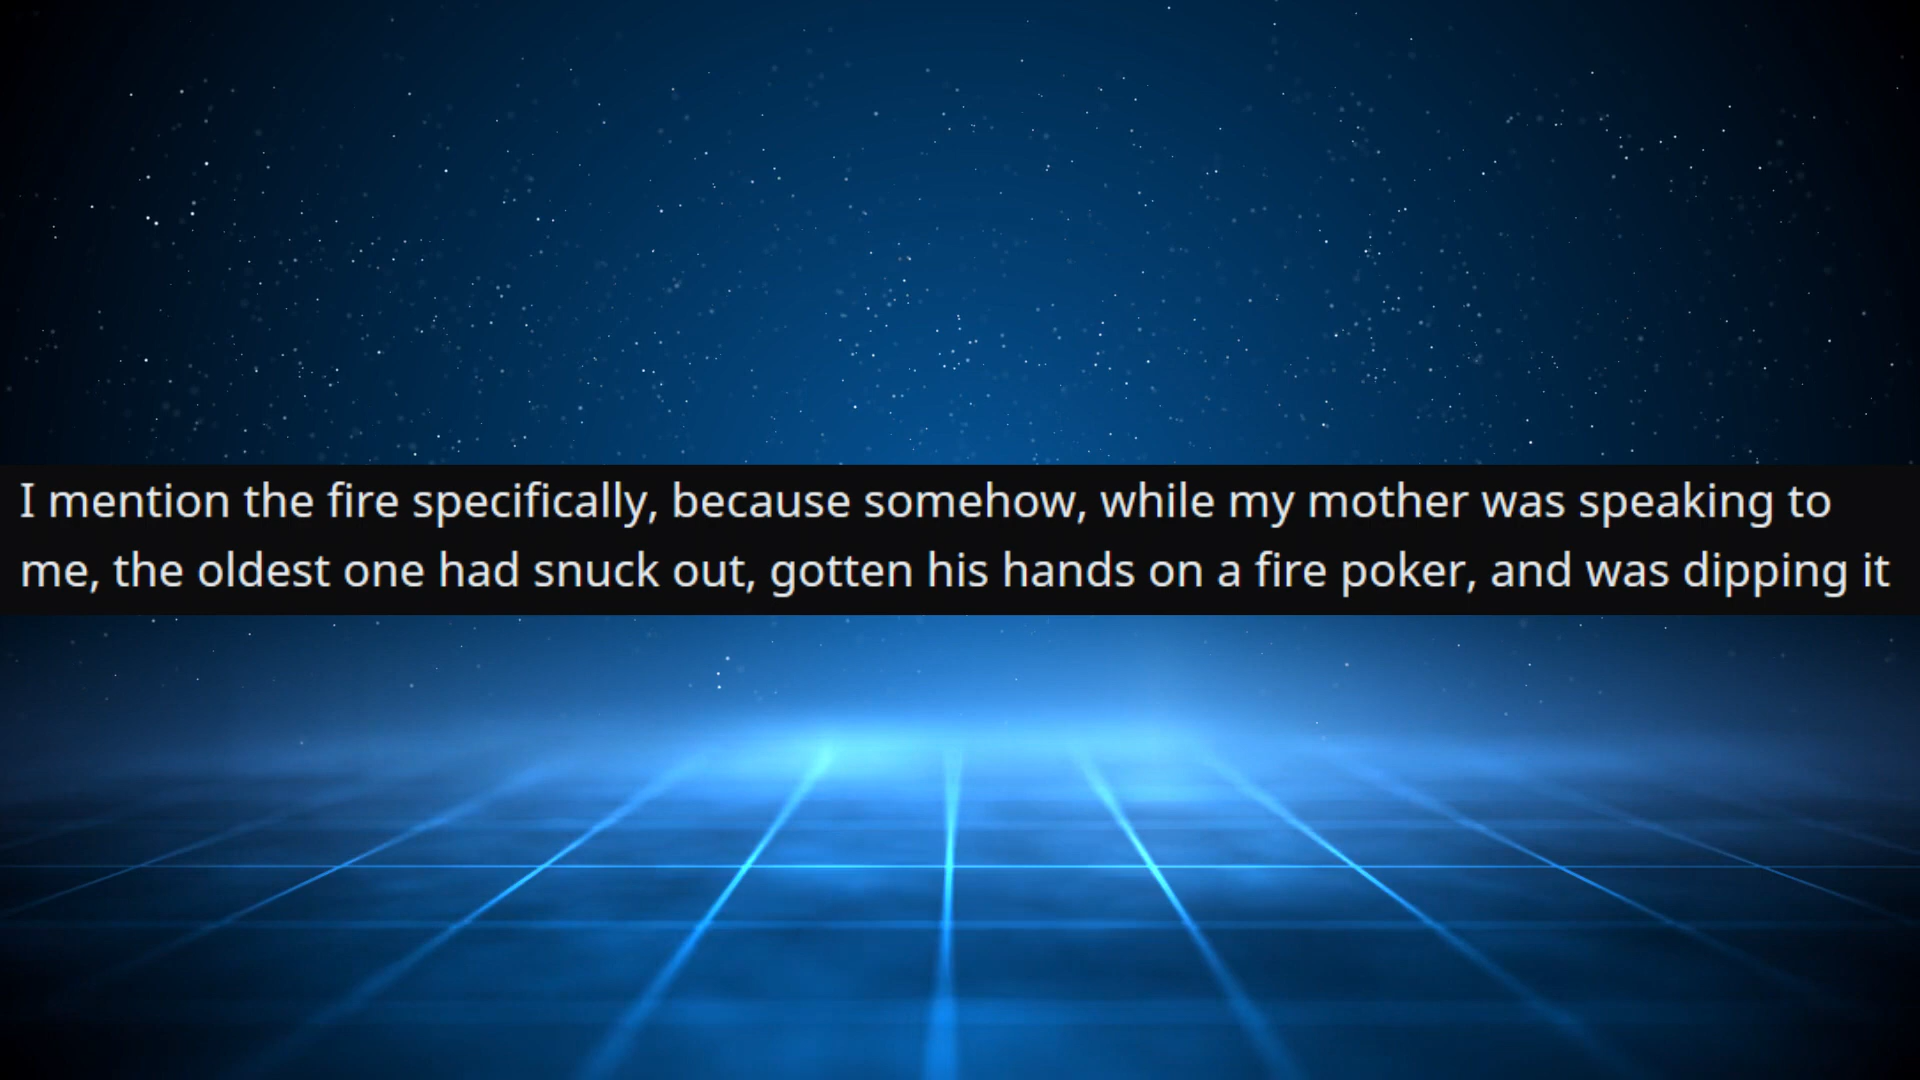 I mention the fire specifically, because somehow, while my mother was speaking to
me, the oldest one had snuck out, gotten his hands on a fire poker, and was dipping it